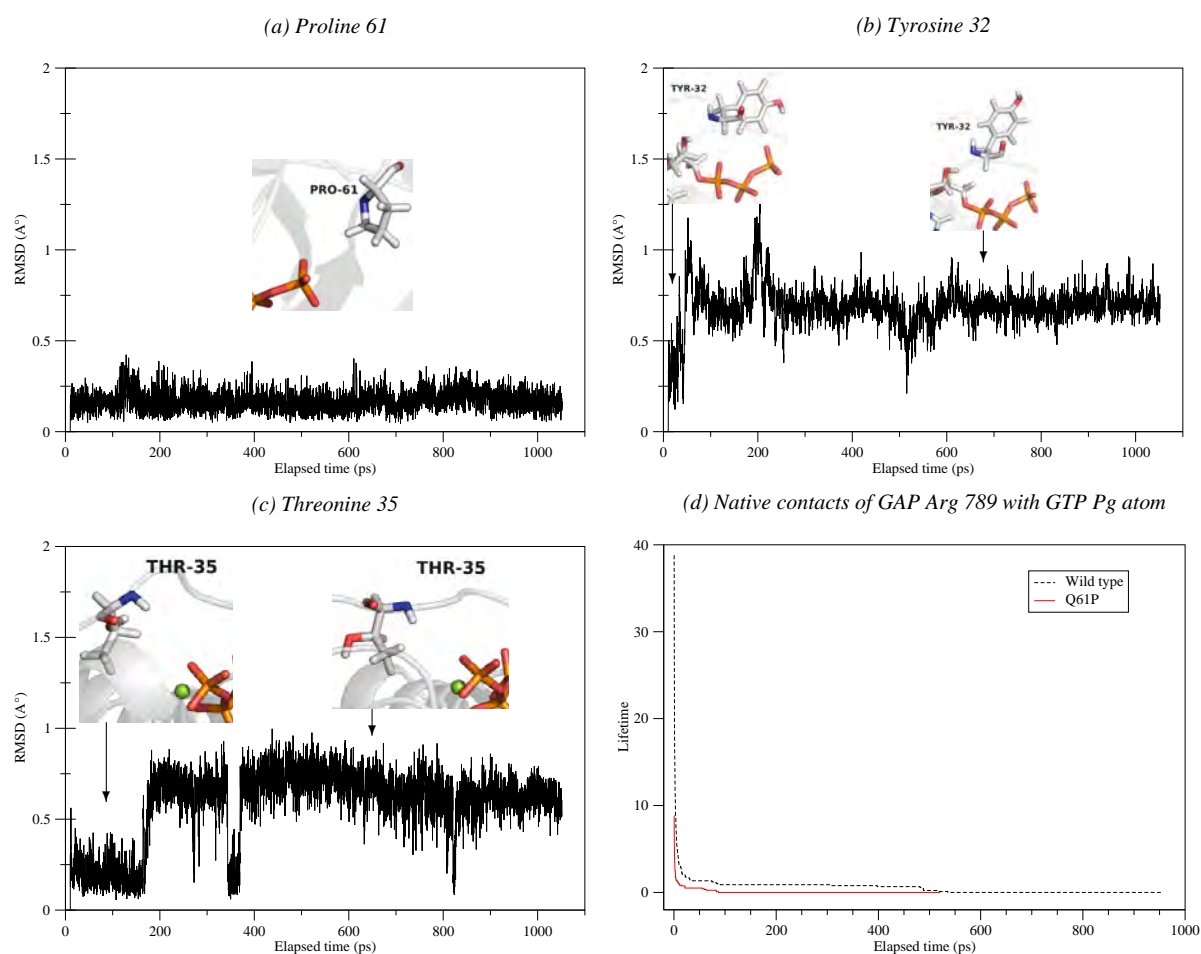 (a) Proline 61
2
1.5
1
0.5
0
RMSD (A°)
PRO-61
0 200 400 600 800 1000
Elapsed time (ps)
(b) Tyrosine 32
2
1.5
1
0.5
0
RMSD (A°)
TYR-32
TYR-32
0 200 400 600 800 1000
Elapsed time (ps)
(c) Threonine 35
2
1.5
1
0.5
0
RMSD (A°)
THR-35
THR-35
0 200 400 600 800 1000
Elapsed time (ps)
(d) Native contacts of GAP Arg 789 with GTP Pg atom
40
30
20
10
0
Lifetime
Wild type
Q61P
0 200 400 600 800 1000
Elapsed time (ps)